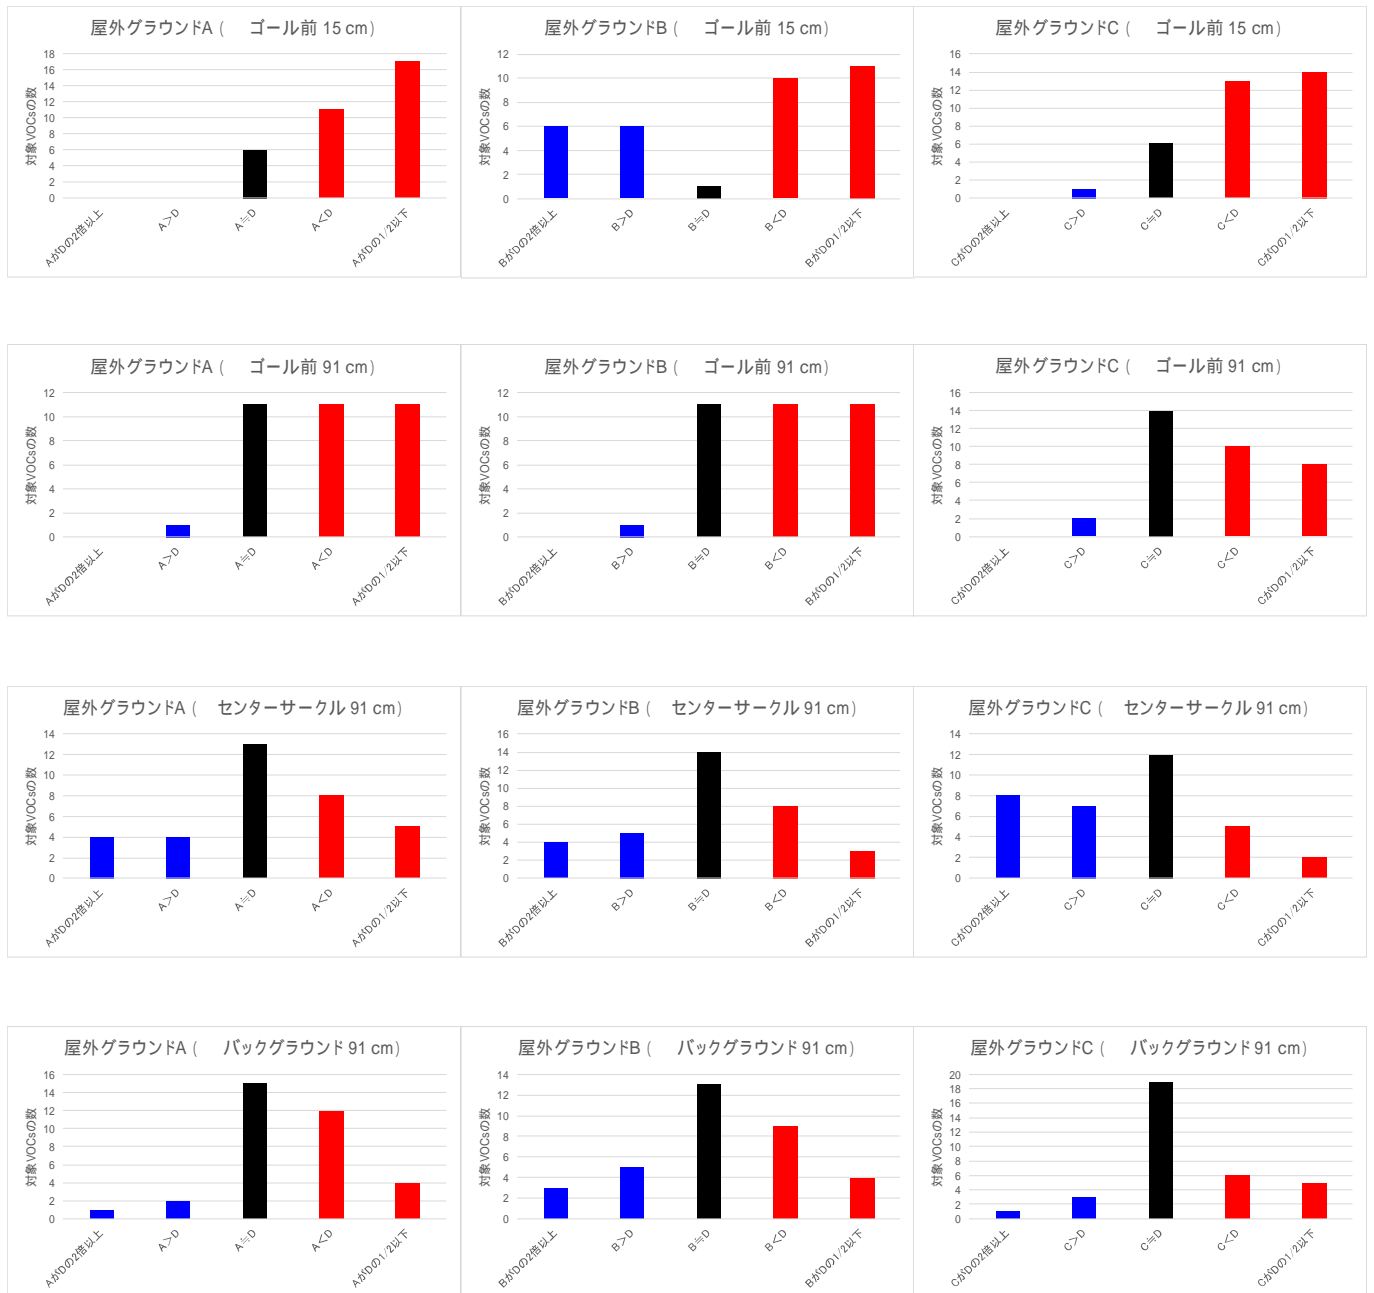 屋外グラウンドA ( ゴール前 15 cm)
対象VOCsの数
18
16
14
12
10
8
6
4
2
0
AがDの2倍以上
A＞D
A≒D
A＜D
AがDの1/2以下
屋外グラウンドB ( ゴール前 15 cm)
対象VOCsの数
12
10
8
6
4
2
0
BがDの2倍以上
B＞D
B≒D
B＜D
BがDの1/2以下
屋外グラウンドC ( ゴール前 15 cm)
対象VOCsの数
16
14
12
10
8
6
4
2
0
CがDの2倍以上
C＞D
C≒D
C＜D
CがDの1/2以下
屋外グラウンドA ( ゴール前 91 cm)
対象VOCsの数
12
10
8
6
4
2
0
AがDの2倍以上
A＞D
A≒D
A＜D
AがDの1/2以下
屋外グラウンドB ( ゴール前 91 cm)
対象VOCsの数
12
10
8
6
4
2
0
BがDの2倍以上
B＞D
B≒D
B＜D
BがDの1/2以下
屋外グラウンドC ( ゴール前 91 cm)
対象VOCsの数
16
14
12
10
8
6
4
2
0
CがDの2倍以上
C＞D
C≒D
C＜D
CがDの1/2以下
屋外グラウンドA ( センターサークル 91 cm)
対象VOCsの数
14
12
10
8
6
4
2
0
AがDの2倍以上
A＞D
A≒D
A＜D
AがDの1/2以下
屋外グラウンドB ( センターサークル 91 cm)
対象VOCsの数
16
14
12
10
8
6
4
2
0
BがDの2倍以上
B＞D
B≒D
B＜D
BがDの1/2以下
屋外グラウンドC ( センターサークル 91 cm)
対象VOCsの数
14
12
10
8
6
4
2
0
CがDの2倍以上
C＞D
C≒D
C＜D
CがDの1/2以下
屋外グラウンドA ( バックグラウンド 91 cm)
対象VOCsの数
16
14
12
10
8
6
4
2
0
AがDの2倍以上
A＞D
A≒D
A＜D
AがDの1/2以下
屋外グラウンドB ( バックグラウンド 91 cm)
対象VOCsの数
14
12
10
8
6
4
2
0
BがDの2倍以上
B＞D
B≒D
B＜D
BがDの1/2以下
屋外グラウンドC ( バックグラウンド 91 cm)
対象VOCsの数
20
18
16
14
12
10
8
6
4
2
0
CがDの2倍以上
C＞D
C≒D
C＜D
CがDの1/2以下